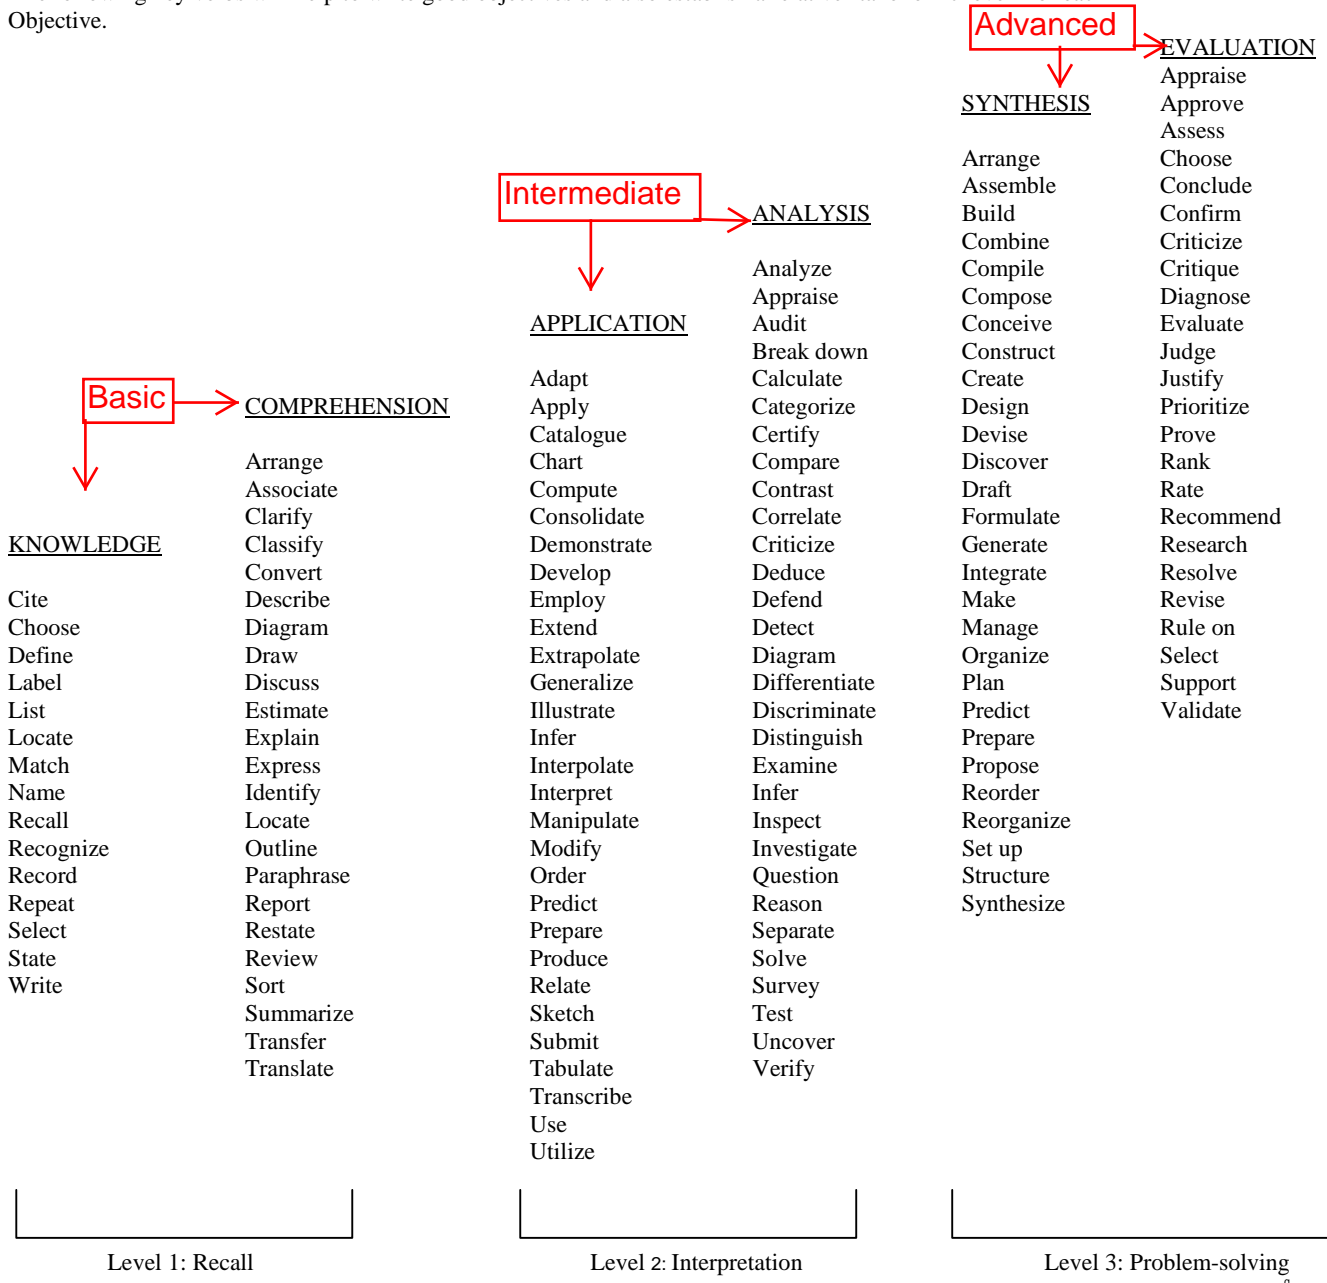 Objective.
Advanced
EVALUATION
Appraise
Approve
Assess
Choose
Conclude
Confirm
Criticize
Critique
Diagnose
Evaluate
Judge
Justify
Prioritize
Prove
Rank
Rate
Recommend
Research
Resolve
Revise
Rule on
Select
Support
Validate
SYNTHESIS
Arrange
Assemble
Build
Combine
Compile
Compose
Conceive
Construct
Create
Design
Devise
Discover
Draft
Formulate
Generate
Integrate
Make
Manage
Organize
Plan
Predict
Prepare
Propose
Reorder
Reorganize
Set up
Structure
Synthesize
Intermediate
ANALYSIS
Analyze
Appraise
Audit
Break down
Calculate
Categorize
Certify
Compare
Contrast
Correlate
Criticize
Deduce
Defend
Detect
Diagram
Differentiate
Discriminate
Distinguish
Examine
Infer
Inspect
Investigate
Question
Reason
Separate
Solve
Survey
Test
Uncover
Verify
APPLICATION
Adapt
Apply
Catalogue
Chart
Compute
Consolidate
Demonstrate
Develop
Employ
Extend
Extrapolate
Generalize
Illustrate
Infer
Interpolate
Interpret
Manipulate
Modify
Order
Predict
Prepare
Produce
Relate
Sketch
Submit
Tabulate
Transcribe
Use
Utilize
Basic
COMPREHENSION
Arrange
Associate
Clarify
Classify
Convert
Describe
Diagram
Draw
Discuss
Estimate
Explain
Express
Identify
Locate
Outline
Paraphrase
Report
Restate
Review
Sort
Summarize
Transfer
Translate
KNOWLEDGE
Cite
Choose
Define
Label
List
Locate
Match
Name
Recall
Recognize
Record
Repeat
Select
State
Write
Level 1: Recall
Level 2: Interpretation
Level 3: Problem-solving